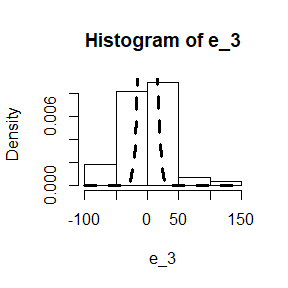 Histogram of e_3
Density
0.006
0.000
-100 0 50 150
e_3